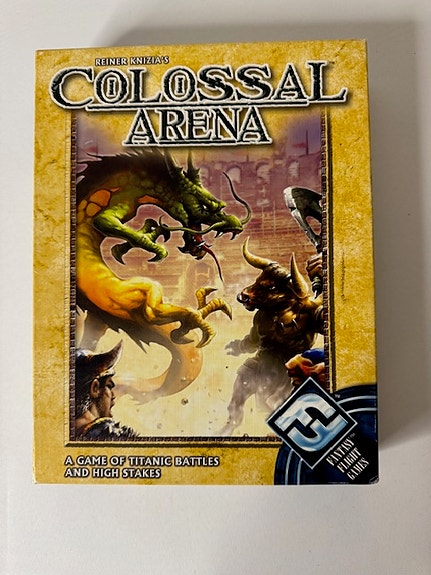 REINER KNIZIA'S
COLOSSAL
ARENA
A GAME OF TITANIC BATTLES
AND HIGH STAKES
FANTASY
FLIGHT
GAMES